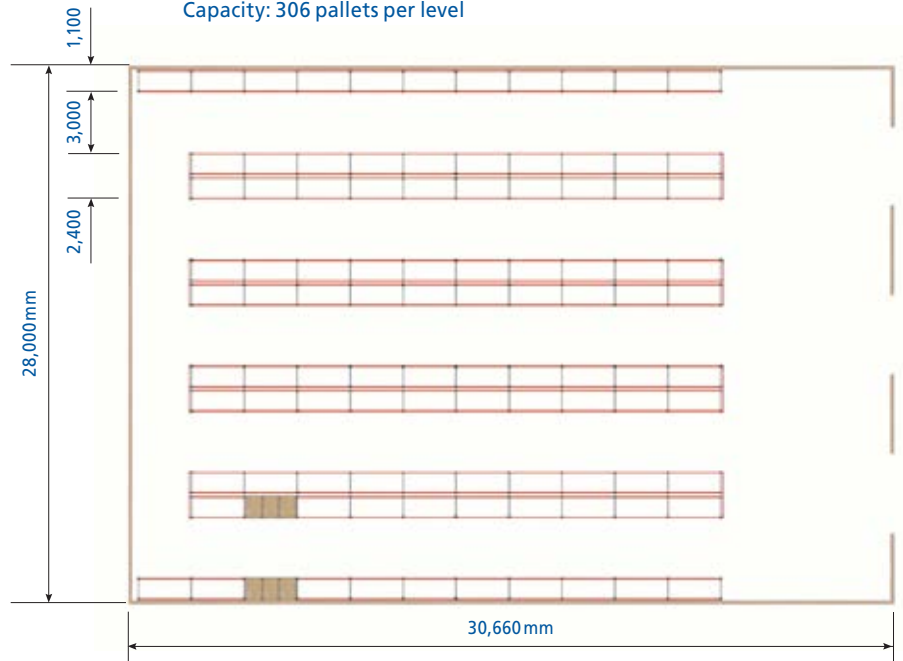 Capacity: 306 pallets per level
1,100
3,000
2,400
28,000mm
30,660mm